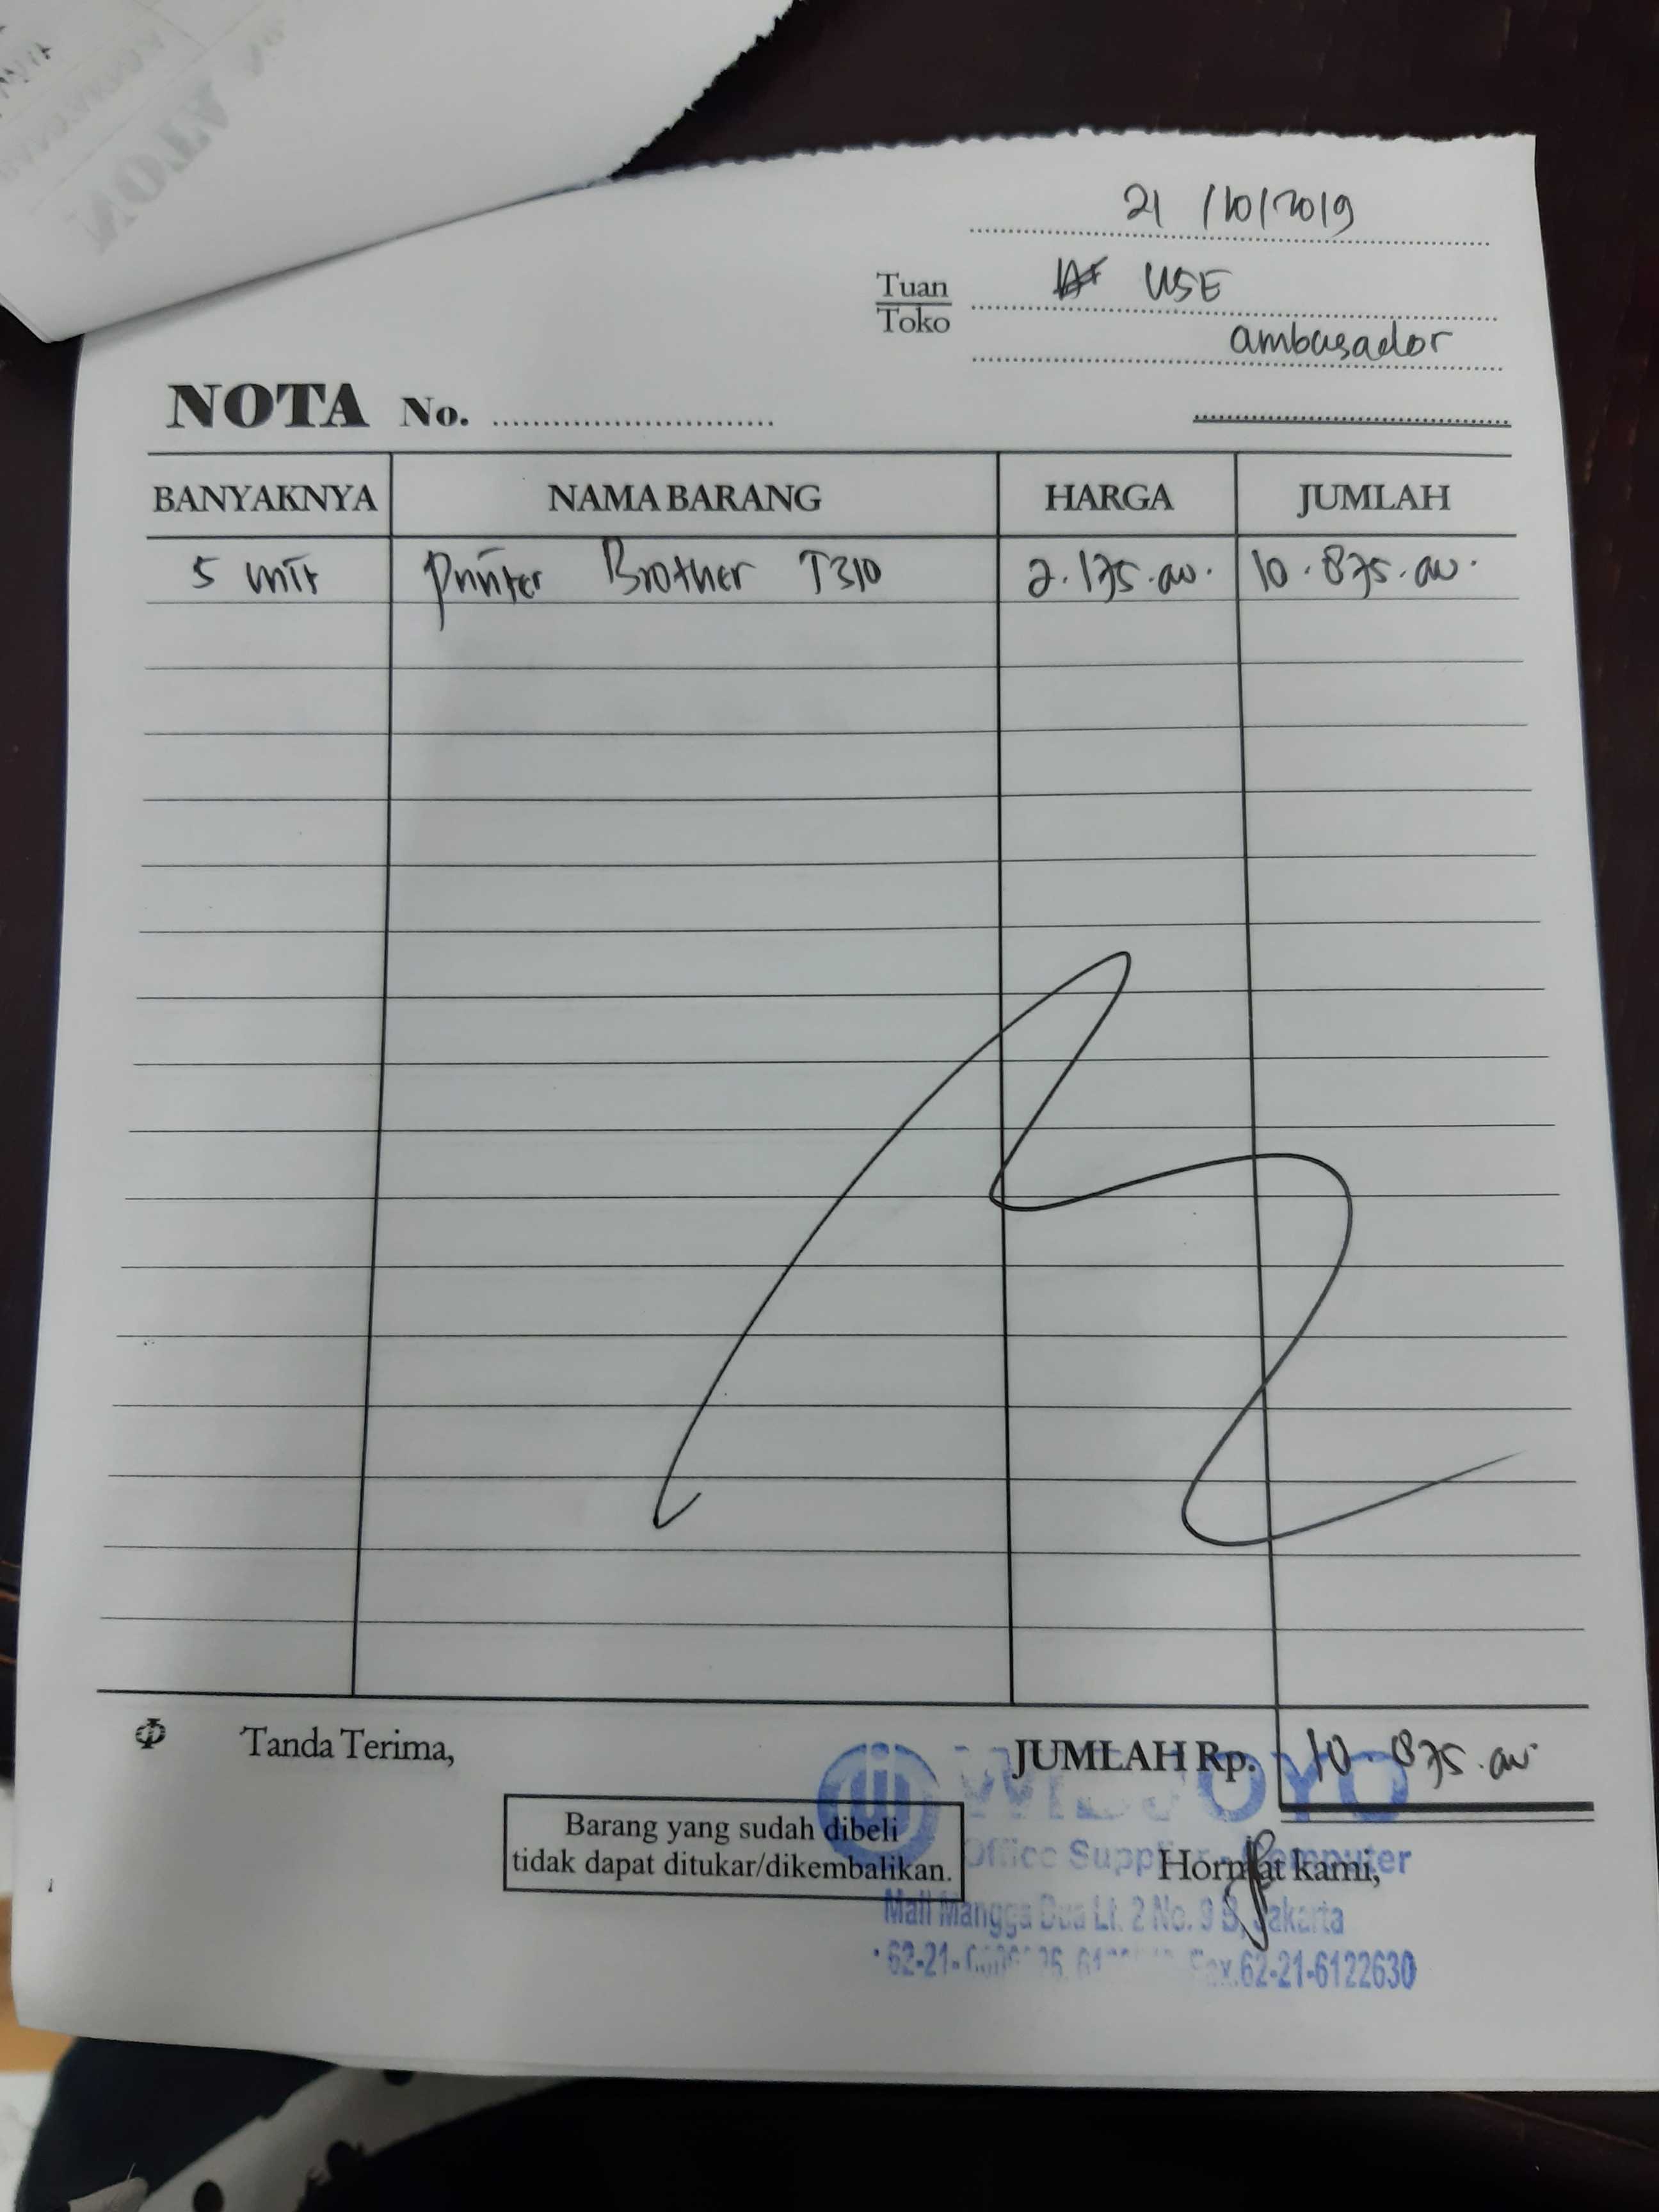 21/10/2019
Tuan
Toko
USE
ambasador
NOTA No.
BANYAKNYA NAMA BARANG HARGA JUMLAH
5 unit Printer Brother T310 2.175.000. 10.875.000.
Tanda Terima, JUMLAH Rp. 10.875.000
Barang yang sudah dibeli
tidak dapat ditukar/dikembalikan.
Hormat kami,
Office Supplier - Computer
Mall Mangga Dua Lt. 2 No. 9 B, Jakarta
Fax.62-21-6122630